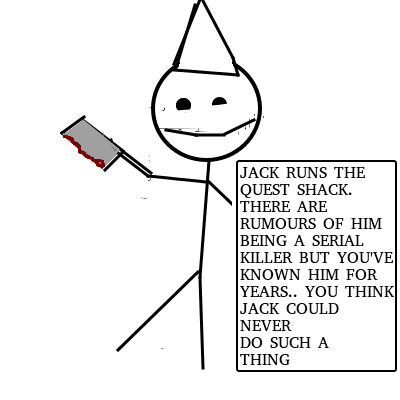 JACK RUNS THE
QUEST SHACK.
THERE ARE
RUMOURS OF HIM
BEING A SERIAL
KILLER BUT YOU'VE
KNOWN HIM FOR
YEARS.. YOU THINK
JACK COULD
NEVER
DO SUCH A
THING